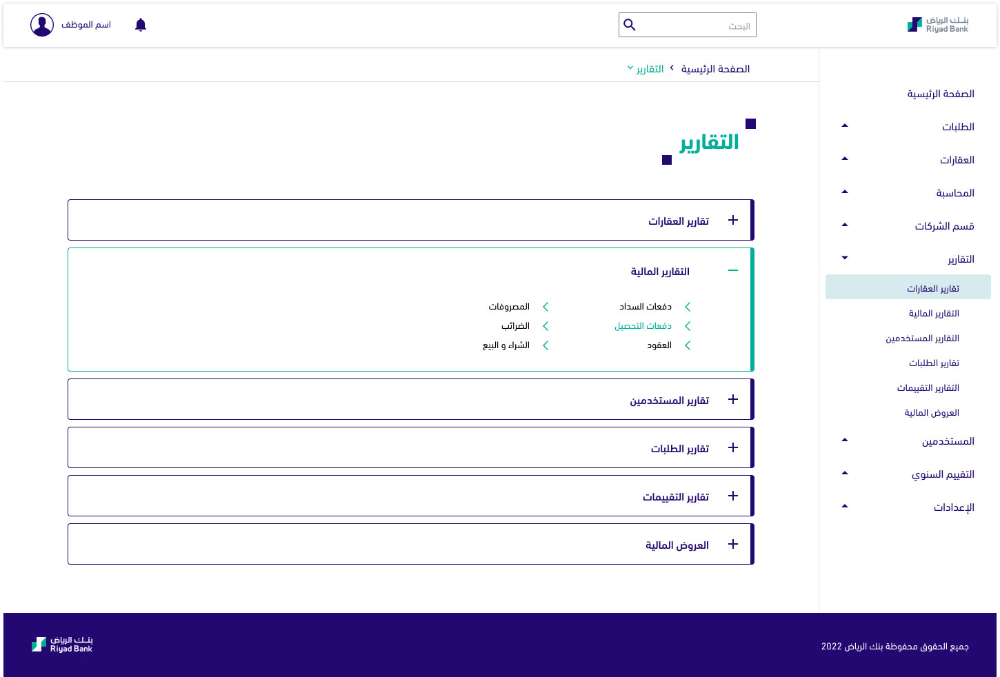 بنـك الرياض
Riyad Bank
البحث
اسم الموظف
الصفحة الرئيسية
التقارير
الصفحة الرئيسية
الطلبات
العقارات
المحاسبة
قسم الشركات
التقارير
تقارير العقارات
التقارير المالية
التقارير المستخدمين
تقارير الطلبات
التقارير التقييمات
العروض المالية
المستخدمين
التقييم السنوي
الإعدادات
التقارير
تقارير العقارات
التقارير المالية
دفعات السداد
المصروفات
دفعات التحصيل
الضرائب
العقود
الشراء و البيع
تقارير المستخدمين
تقارير الطلبات
تقارير التقييمات
العروض المالية
جميع الحقوق محفوظة بنك الرياض 2022
بنـك الرياض
Riyad Bank